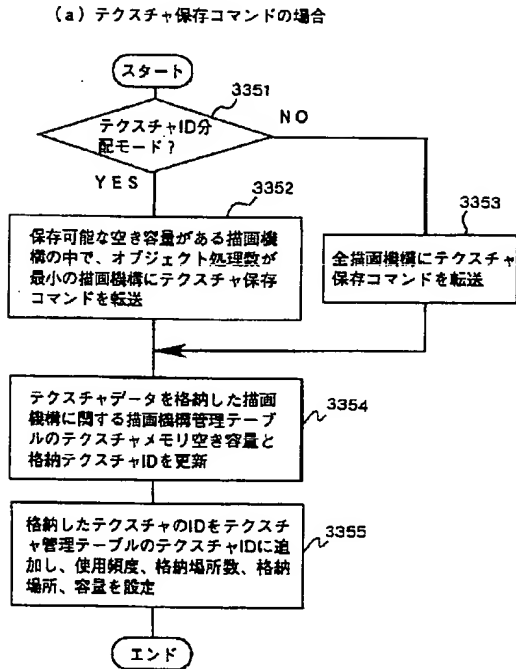 (a) テクスチャ保存コマンドの場合
スタート
3351
テクスチャID分
配モード?
NO
YES
3352
保存可能な空き容量がある描画機
構の中で、オブジェクト処理数が
最小の描画機構にテクスチャ保存
コマンドを転送
3353
全描画機構にテクスチャ
保存コマンドを転送
テクスチャデータを格納した描画
機構に関する描画機構管理テーブ
ルのテクスチャメモリ空き容量と
格納テクスチャIDを更新
3354
格納したテクスチャのIDをテクスチ
ャ管理テーブルのテクスチャIDに追
加し、使用頻度、格納場所数、格納
場所、容量を設定
3355
エンド